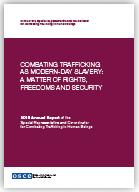 COMBATING TRAFFICKING
AS MODERN-DAY SLAVERY:
A MATTER OF RIGHTS,
FREEDOMS AND SECURITY
2010 Annual Report of the
Special Representative and Co-ordinator
for Combating Trafficking in Human Beings
OSCE